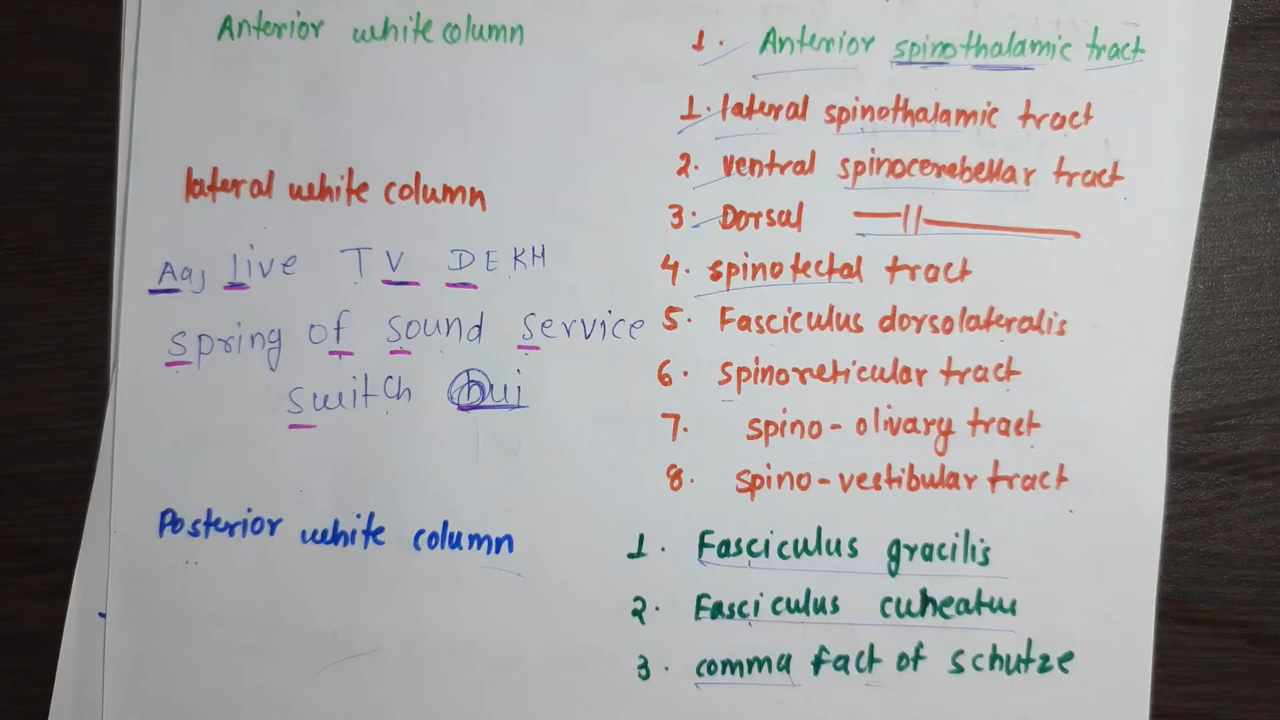 Anterior white column
1. Anterior spinothalamic tract
lateral white column
1. lateral spinothalamic tract
2. ventral spinocerebellar tract
3. Dorsal —||—
4. spinotectal tract
5. Fasciculus dorsolateralis
6. spinoreticular tract
7. spino-olivary tract
8. spino-vestibular tract
Aaj live TV DEKH
spring of sound service
switch
Posterior white column
1. Fasciculus gracilis
2. Fasciculus cuneatus
3. comma fact of schutze